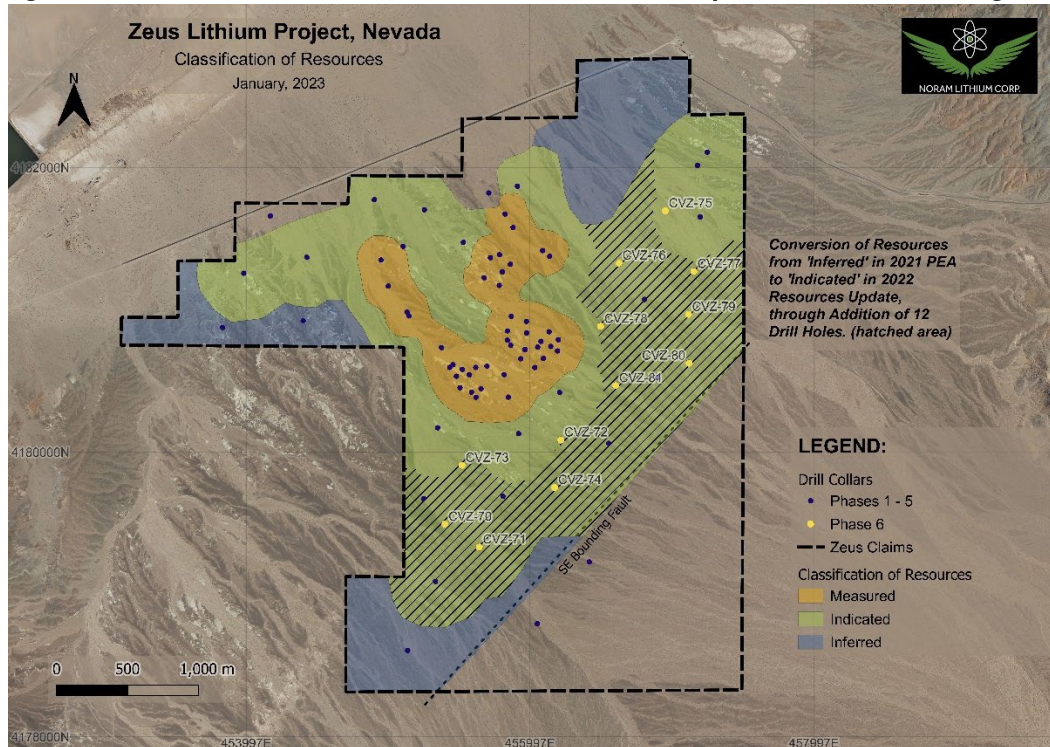 Zeus Lithium Project, Nevada
Classification of Resources
January, 2023
N
NORAM LITHIUM CORP.
4182000N
CVZ-75
CVZ-76
CVZ-77
Conversion of Resources
from 'Inferred' in 2021 PEA
to 'Indicated' in 2022
Resources Update,
through Addition of 12
Drill Holes. (hatched area)
CVZ-79
CVZ-78
CVZ-80
CVZ-81
CVZ-72
4180000N
CVZ-73
CVZ-74
CVZ-70
CVZ-71
SE Bounding Fault
LEGEND:
Drill Collars
Phases 1 - 5
Phase 6
Zeus Claims
Classification of Resources
Measured
Indicated
Inferred
0 500 1,000 m
4178000N
453997E
455997E
457997E